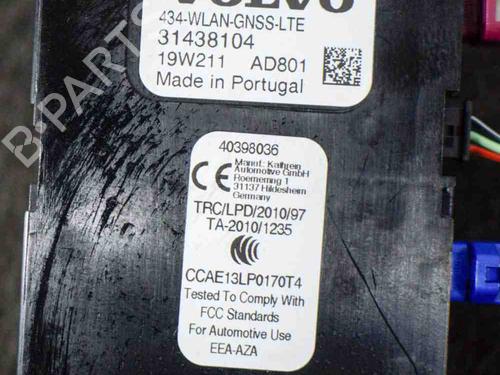 VOLVO
434-WLAN-GNSS-LTE
31438104
19W211 AD801
Made in Portugal
B-PARTS
40398036
CE
Manuf.: Kathrein
Automotive GmbH
Roemerring 1
31137 Hildesheim
Germany
TRC/LPD/2010/97
TA-2010/1235
CCAE13LP0170T4
Tested To Comply With
FCC Standards
For Automotive Use
EEA-AZA